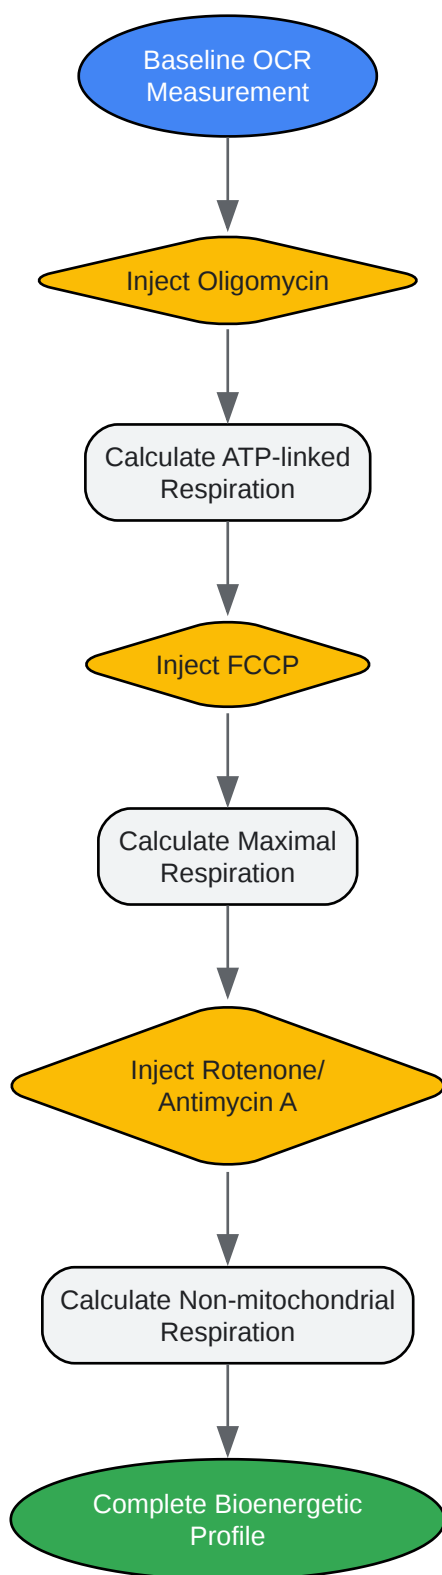 Baseline OCR
Measurement
Inject Oligomycin
Calculate ATP-linked
Respiration
Inject FCCP
Calculate Maximal
Respiration
Inject Rotenone/
Antimycin A
Calculate Non-mitochondrial
Respiration
Complete Bioenergetic
Profile